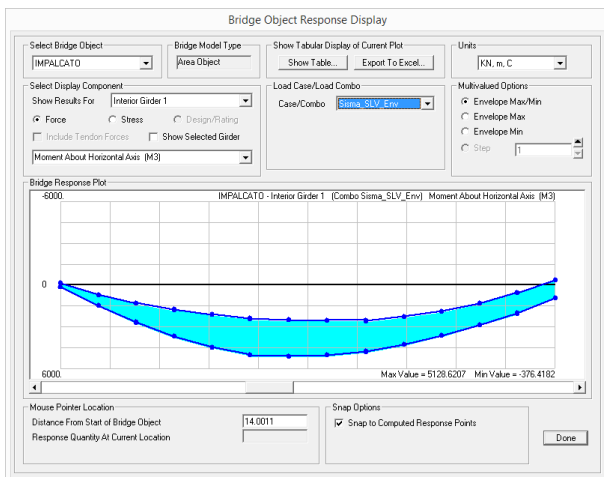 Bridge Object Response Display
Select Bridge Object
IMPALCATO
Bridge Model Type
Area Object
Show Tabular Display of Current Plot
Show Table...
Export To Excel...
Units
KN, m, C
Select Display Component
Show Results For
Interior Girder 1
Force
Stress
Design/Rating
Include Tendon Forces
Show Selected Girder
Moment About Horizontal Axis (M3)
Load Case/Load Combo
Case/Combo
Sisma_SLV_Env
Multivalued Options
Envelope Max/Min
Envelope Max
Envelope Min
Step
1
Bridge Response Plot
-6000.
IMPALCATO - Interior Girder 1 (Combo Sisma_SLV_Env) Moment About Horizontal Axis (M3)
0
6000.
Max Value = 5128.6207 Min Value = -376.4182
Mouse Pointer Location
Distance From Start of Bridge Object
14.0011
Response Quantity At Current Location
Snap Options
Snap to Computed Response Points
Done